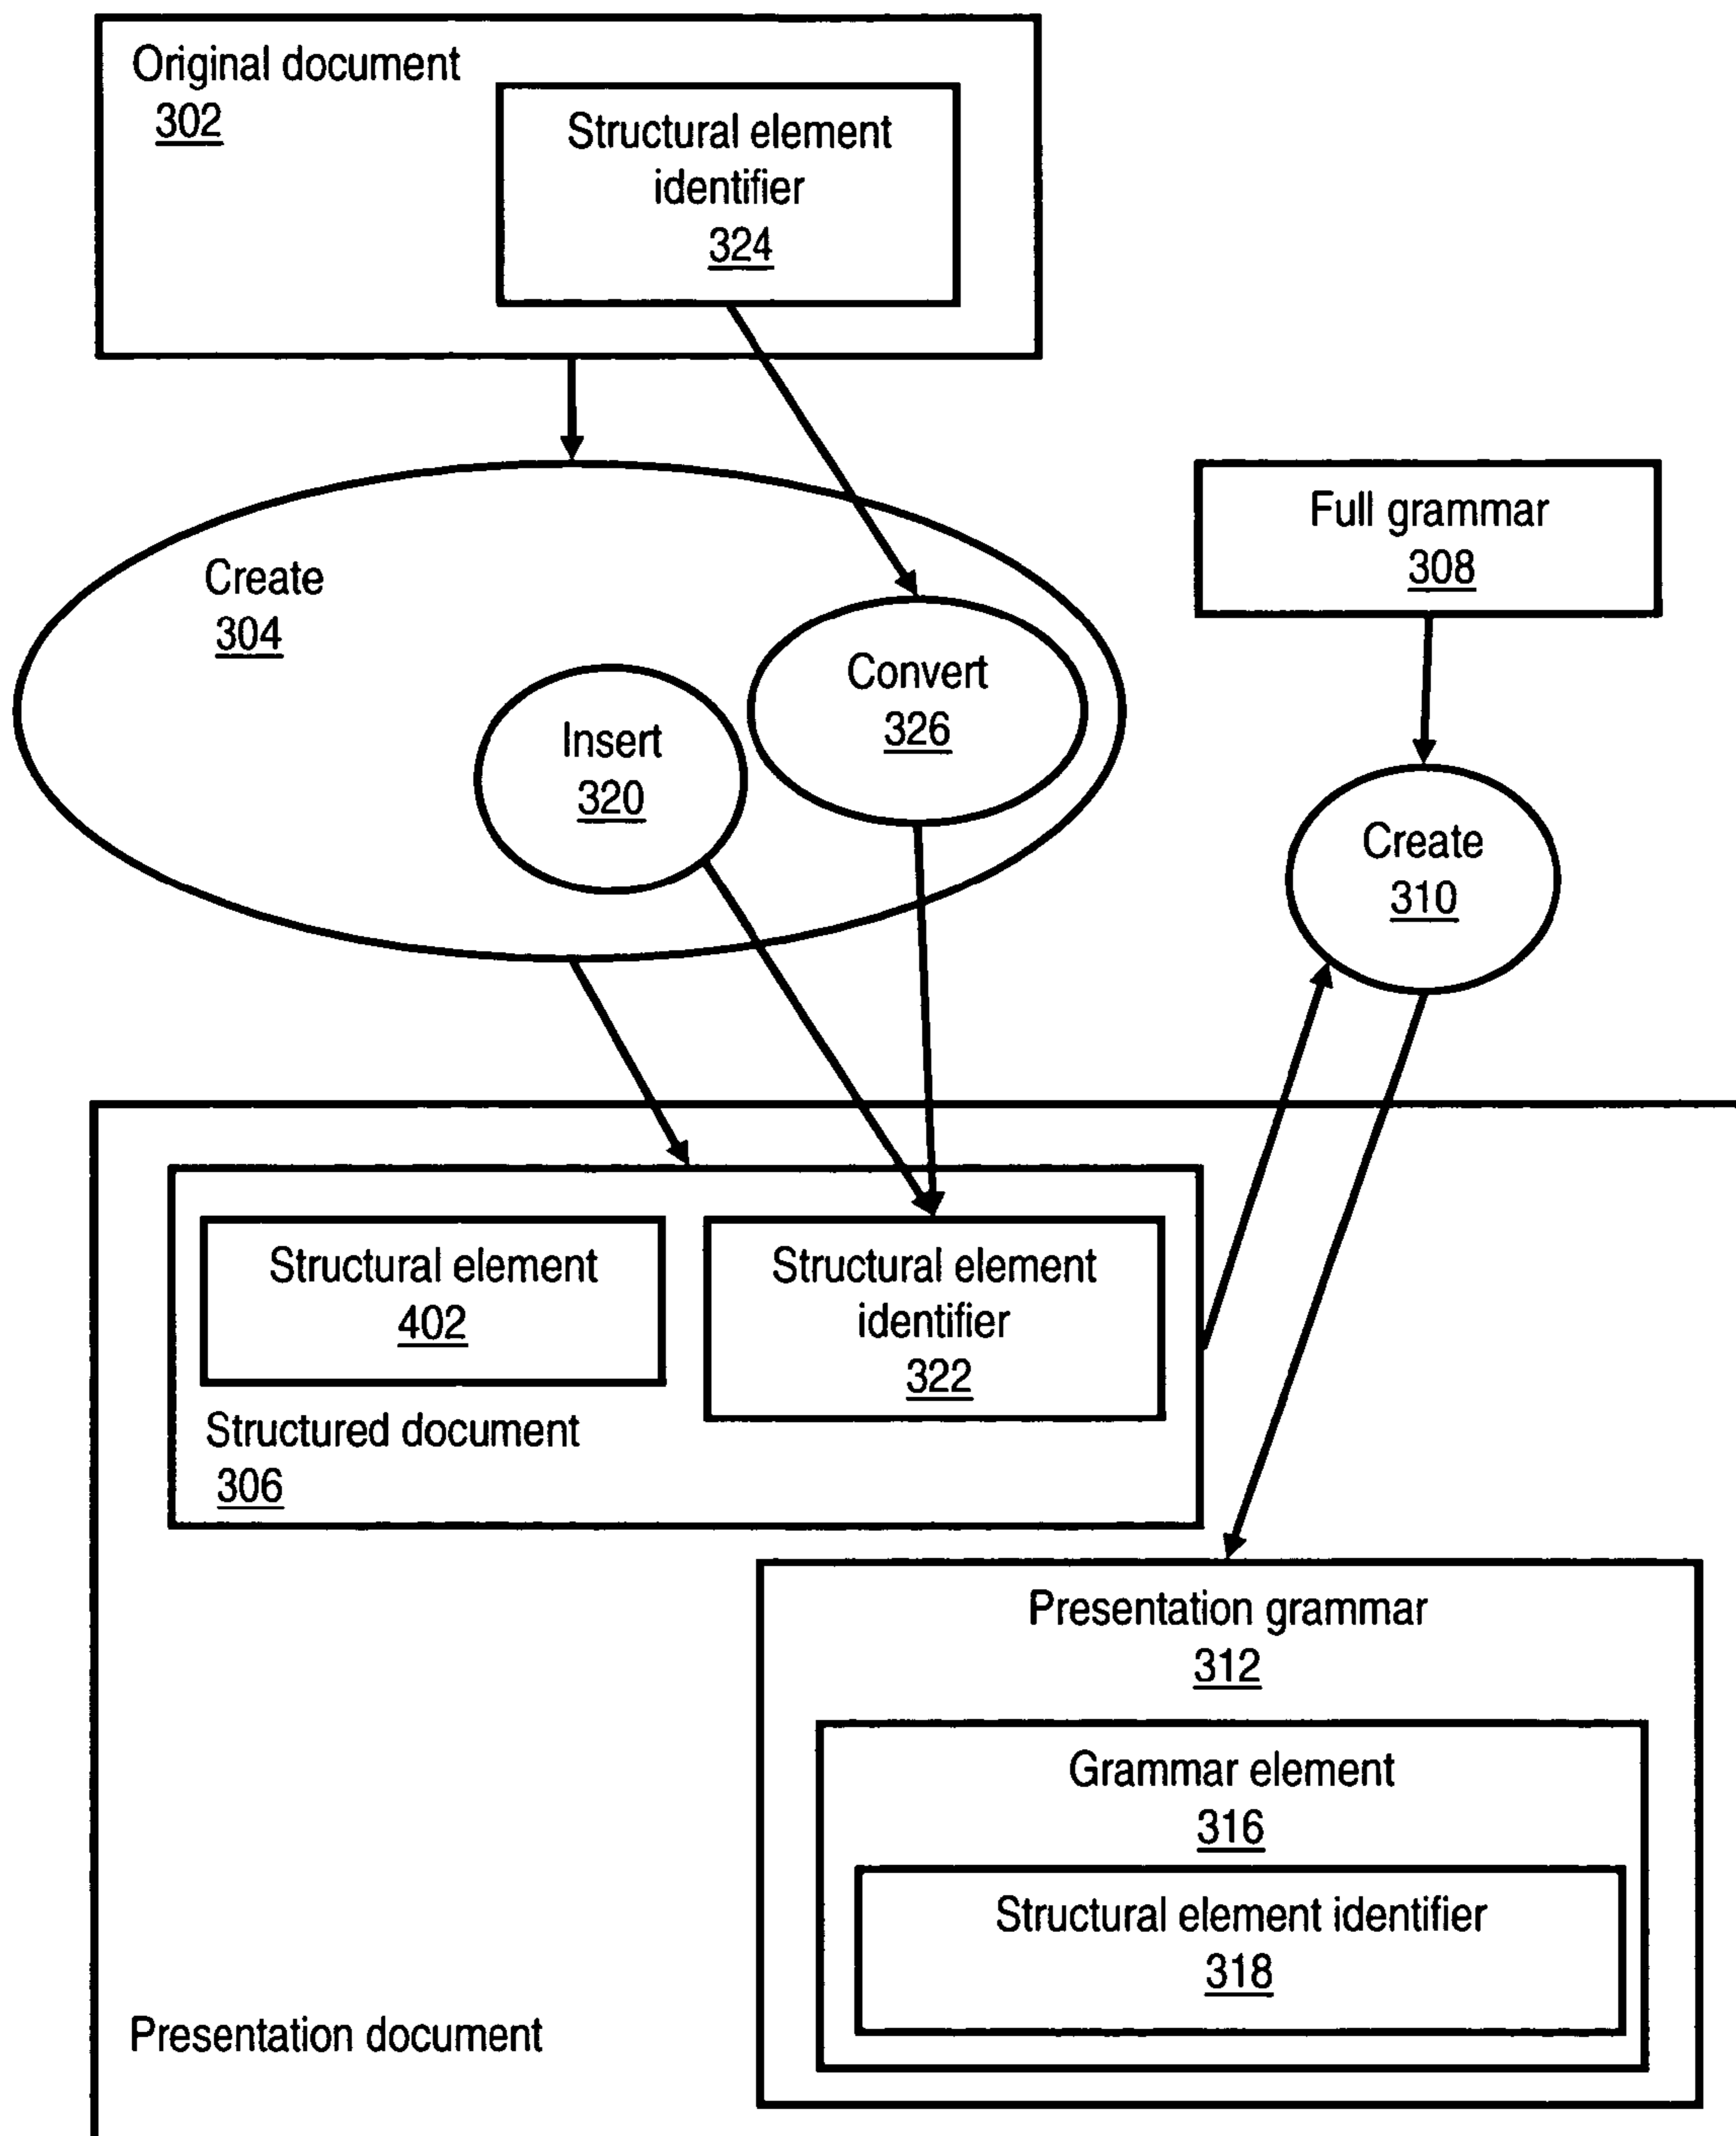 Original document
302
Structural element
identifier
324
Full grammar
308
Create
304
Convert
326
Insert
320
Create
310
Structural element
402
Structural element
identifier
322
Structured document
306
Presentation grammar
312
Grammar element
316
Structural element identifier
318
Presentation document